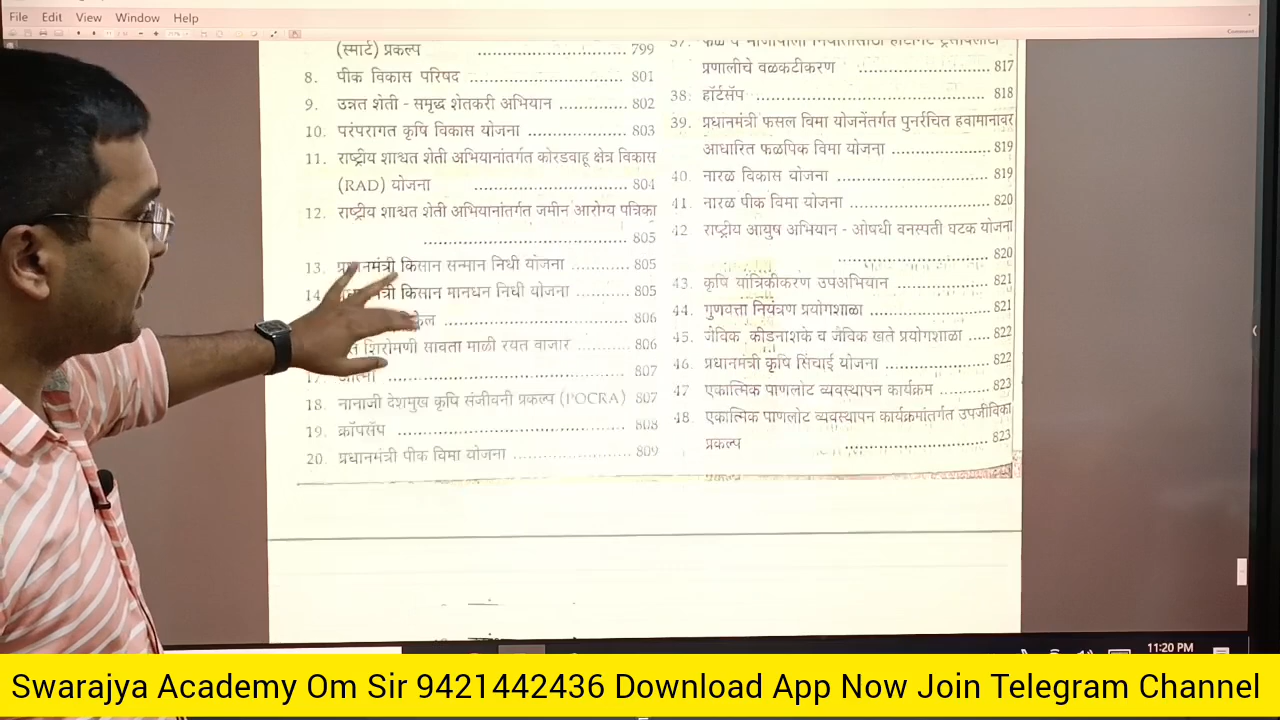 File Edit View Window Help
Comment
(स्मार्ट) प्रकल्प ........................ 799
8. पीक विकास परिषद ........................ 801
9. उन्नत शेती - समृद्ध शेतकरी अभियान ............ 802
10. परंपरागत कृषि विकास योजना ................. 803
11. राष्ट्रीय शाश्वत शेती अभियानांतर्गत कोरडवाहू क्षेत्र विकास
(RAD) योजना ........................ 804
12. राष्ट्रीय शाश्वत शेती अभियानांतर्गत जमीन आरोग्य पत्रिका
........................ 805
13. किसान सन्मान निधी योजना ............. 805
14. किसान मानधन निधी योजना ............. 805
........................ 806
शिरोमणी सावता माळी रयत बाजार ............ 806
17. आत्मा ........................ 807
18. नानाजी देशमुख कृषि संजीवनी प्रकल्प (POCRA) 807
19. क्रॉपसॅप ........................ 808
20. प्रधानमंत्री पीक विमा योजना .................... 809
37.
प्रणालीचे वळकटीकरण ........................ 817
38. हॉर्टसॅप ........................ 818
39. प्रधानमंत्री फसल विमा योजनेंतर्गत पुनर्रचित हवामानावर
आधारित फळपिक विमा योजना .................. 819
40. नारळ विकास योजना ........................ 819
41. नारळ पीक विमा योजना ........................ 820
42 राष्ट्रीय आयुष अभियान - ओषधी वनस्पती घटक योजना
........................ 820
43. कृषि यांत्रिकीकरण उपअभियान .................. 821
44. गुणवत्ता नियंत्रण प्रयोगशाळा .................... 821
45. जैविक कीडनाशके व जैविक खते प्रयोगशाळा ..... 822
46. प्रधानमंत्री कृषि सिंचाई योजना .................. 822
47 एकात्मिक पाणलोट व्यवस्थापन कार्यक्रम ......... 823
48. एकात्मिक पाणलोट व्यवस्थापन कार्यक्रमांतर्गत उपजीविका
प्रकल्प ........................ 823
11:20 PM
Swarajya Academy Om Sir 9421442436 Download App Now Join Telegram Channel